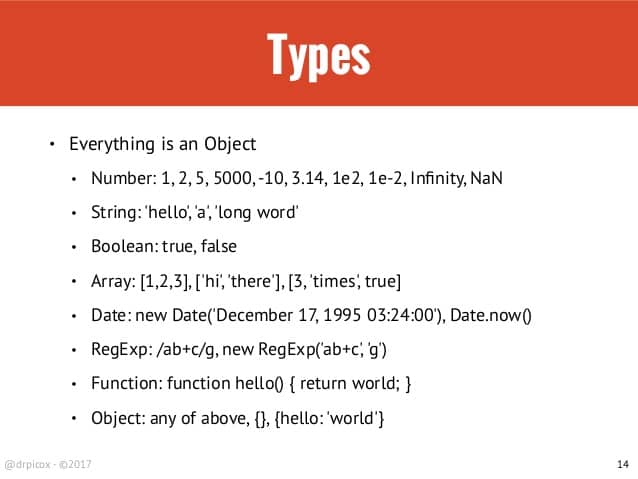 Types
• Everything is an Object
• Number: 1, 2, 5, 5000, -10, 3.14, 1e2, 1e-2, Infinity, NaN
• String: 'hello', 'a', 'long word'
• Boolean: true, false
• Array: [1,2,3], ['hi', 'there'], [3, 'times', true]
• Date: new Date('December 17, 1995 03:24:00'), Date.now()
• RegExp: /ab+c/g, new RegExp('ab+c', 'g')
• Function: function hello() { return world; }
• Object: any of above, {}, {hello: 'world'}
@drpicox - ©2017
14